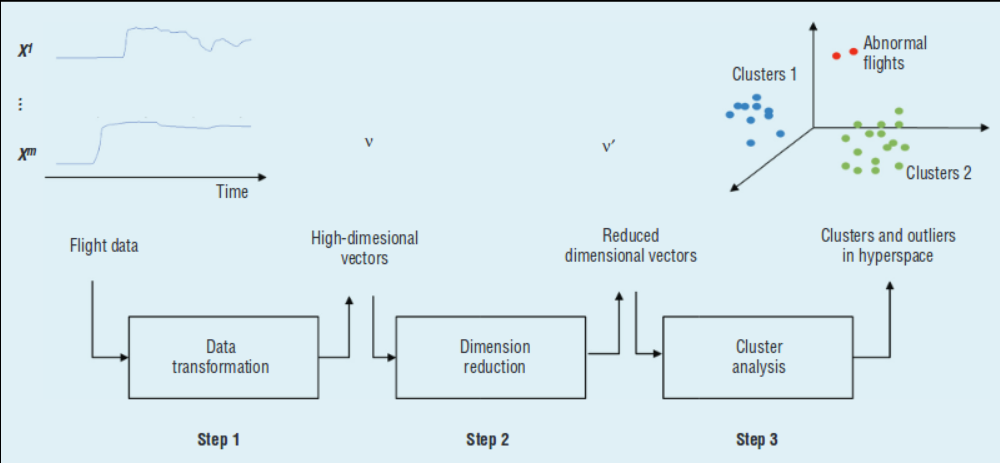 X¹
⋮
Xᵐ
Time
ν
ν′
Clusters 1
Abnormal
flights
Clusters 2
Flight data
High-dimesional
vectors
Reduced
dimensional vectors
Clusters and outliers
in hyperspace
Data
transformation
Dimension
reduction
Cluster
analysis
Step 1
Step 2
Step 3